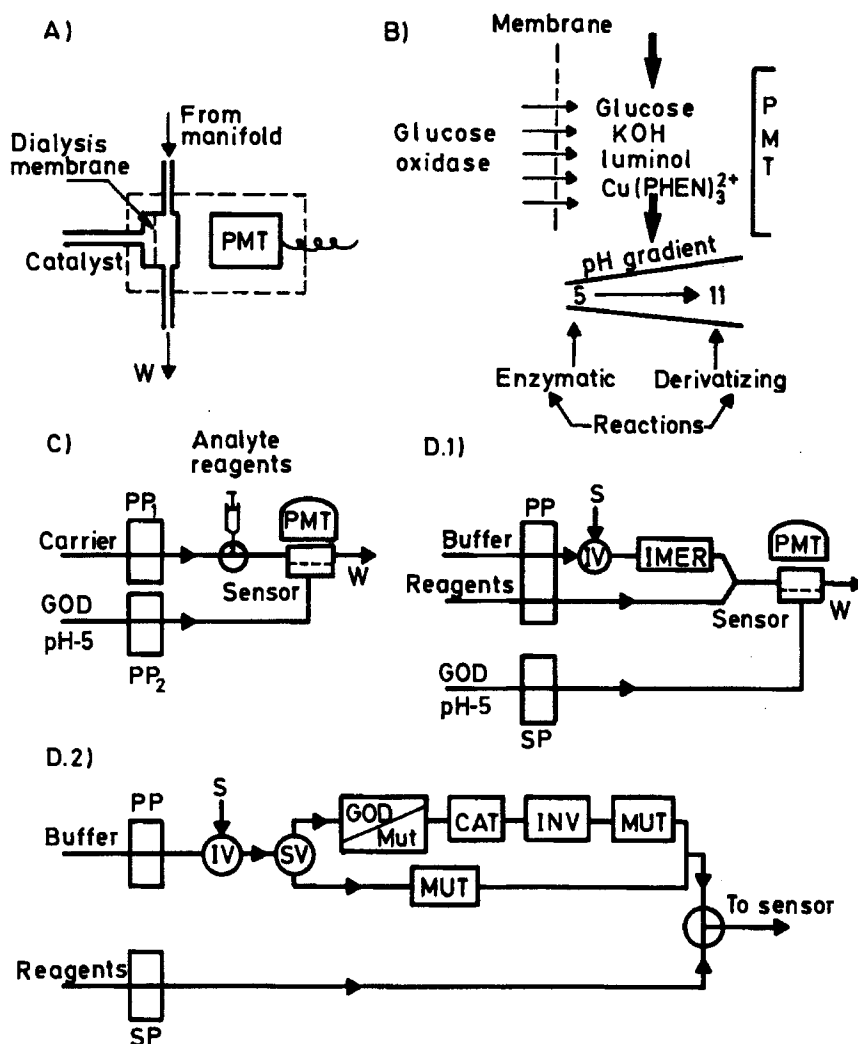 A)
From
manifold
Dialysis
membrane
PMT
Catalyst
W
B)
Membrane
Glucose
oxidase
Glucose
KOH
luminol
Cu(PHEN)₃²⁺
P
M
T
pH gradient
5
11
Enzymatic
Derivatizing
Reactions
C)
Analyte
reagents
PP₁
PMT
Carrier
W
Sensor
GOD
pH-5
PP₂
D.1)
PP
S
PMT
Buffer
IV
IMER
Reagents
Sensor
W
GOD
pH-5
SP
D.2)
PP
S
Buffer
IV
SV
GOD
Mut
CAT
INV
MUT
MUT
To sensor
Reagents
SP